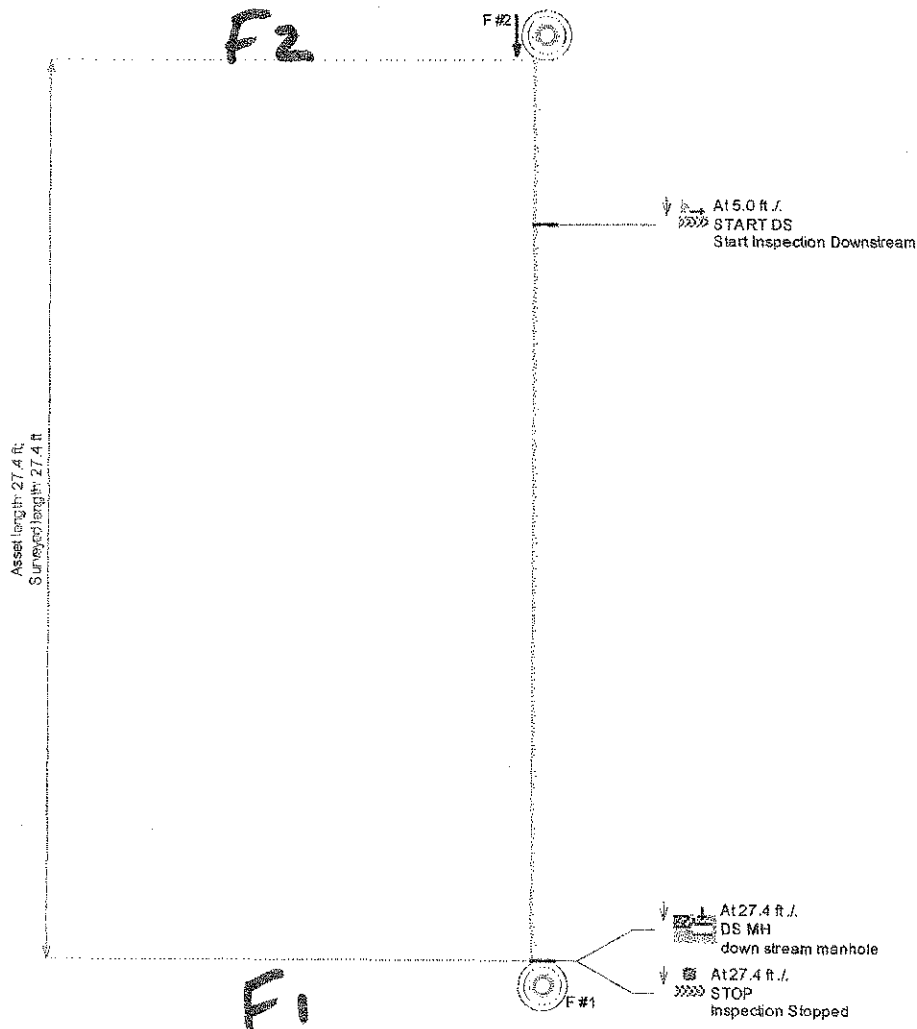 F2
F #2
At 5.0 ft./.
START DS
Start Inspection Downstream
Asset length: 27.4 ft;
Surveyed length: 27.4 ft
At 27.4 ft./.
DS MH
down stream manhole
At 27.4 ft./.
STOP
Inspection Stopped
F #1
F1